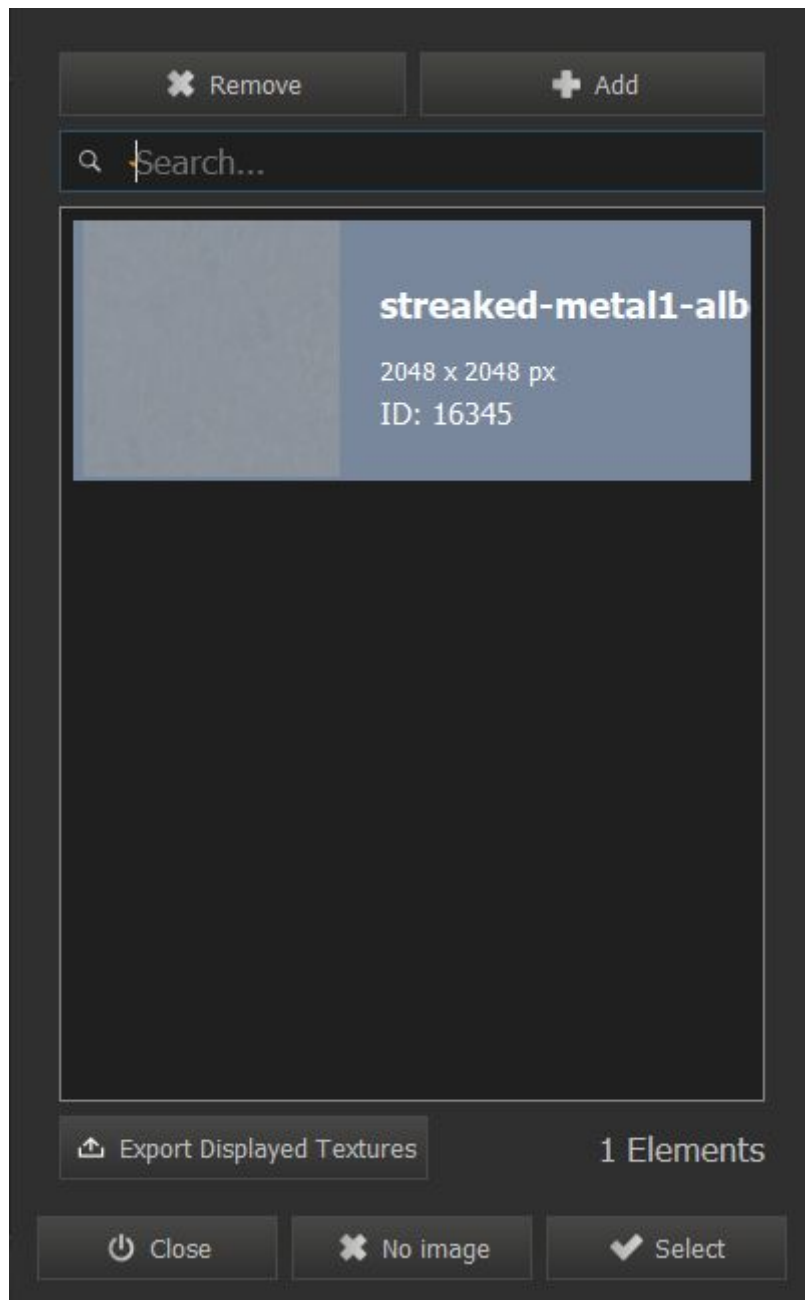 Remove
Add
Search...
streaked-metal1-alb
2048 x 2048 px
ID: 16345
Export Displayed Textures
1 Elements
Close
No image
Select